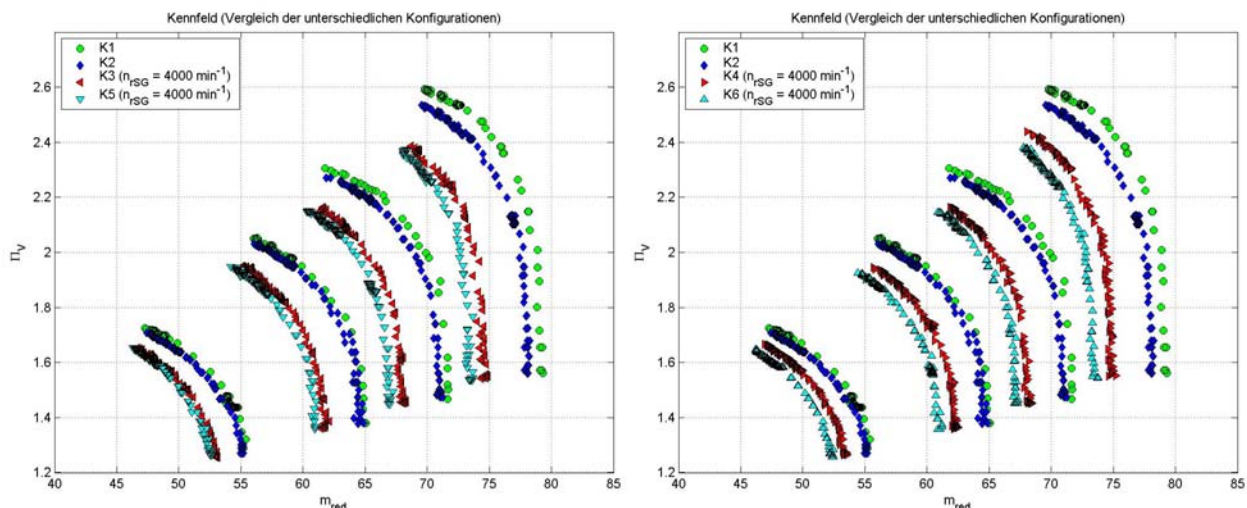 Kennfeld (Vergleich der unterschiedlichen Konfigurationen)
K1
K2
K3 (n_rSG = 4000 min⁻¹)
K5 (n_rSG = 4000 min⁻¹)
2.6
2.4
2.2
2
1.8
1.6
1.4
1.2
Π_V
40 45 50 55 60 65 70 75 80 85
m_red
Kennfeld (Vergleich der unterschiedlichen Konfigurationen)
K1
K2
K4 (n_rSG = 4000 min⁻¹)
K6 (n_rSG = 4000 min⁻¹)
2.6
2.4
2.2
2
1.8
1.6
1.4
1.2
Π_V
40 45 50 55 60 65 70 75 80 85
m_red